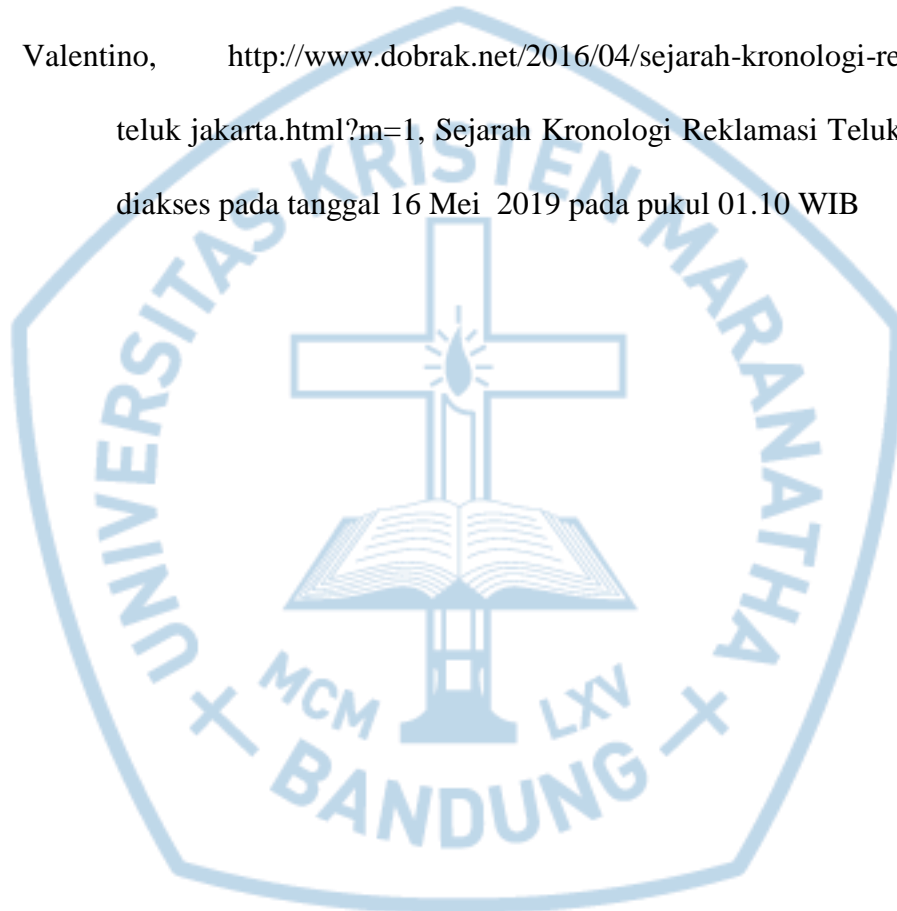 Valentino, http://www.dobrak.net/2016/04/sejarah-kronologi-re
teluk jakarta.html?m=1, Sejarah Kronologi Reklamasi Teluk
diakses pada tanggal 16 Mei 2019 pada pukul 01.10 WIB
UNIVERSITAS KRISTEN MARANATHA
MCM LXV
BANDUNG